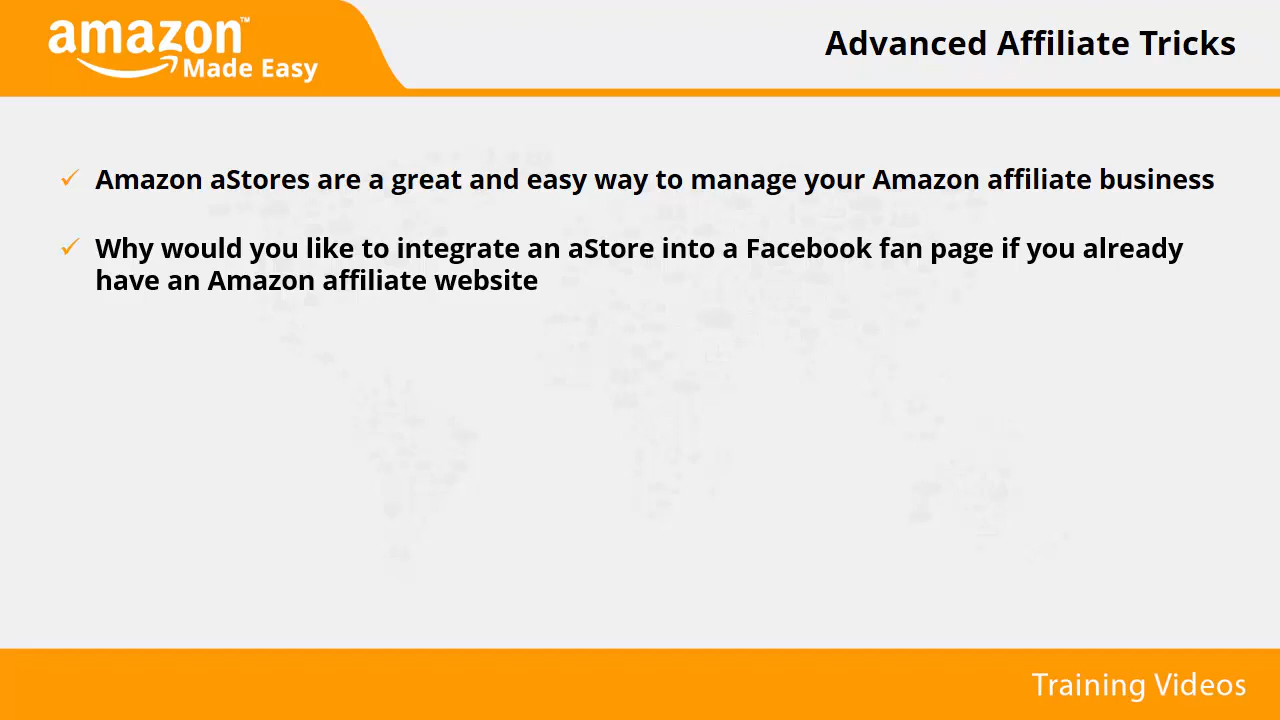 amazon™
Made Easy
Advanced Affiliate Tricks
Amazon aStores are a great and easy way to manage your Amazon affiliate business
Why would you like to integrate an aStore into a Facebook fan page if you already
have an Amazon affiliate website
Training Videos